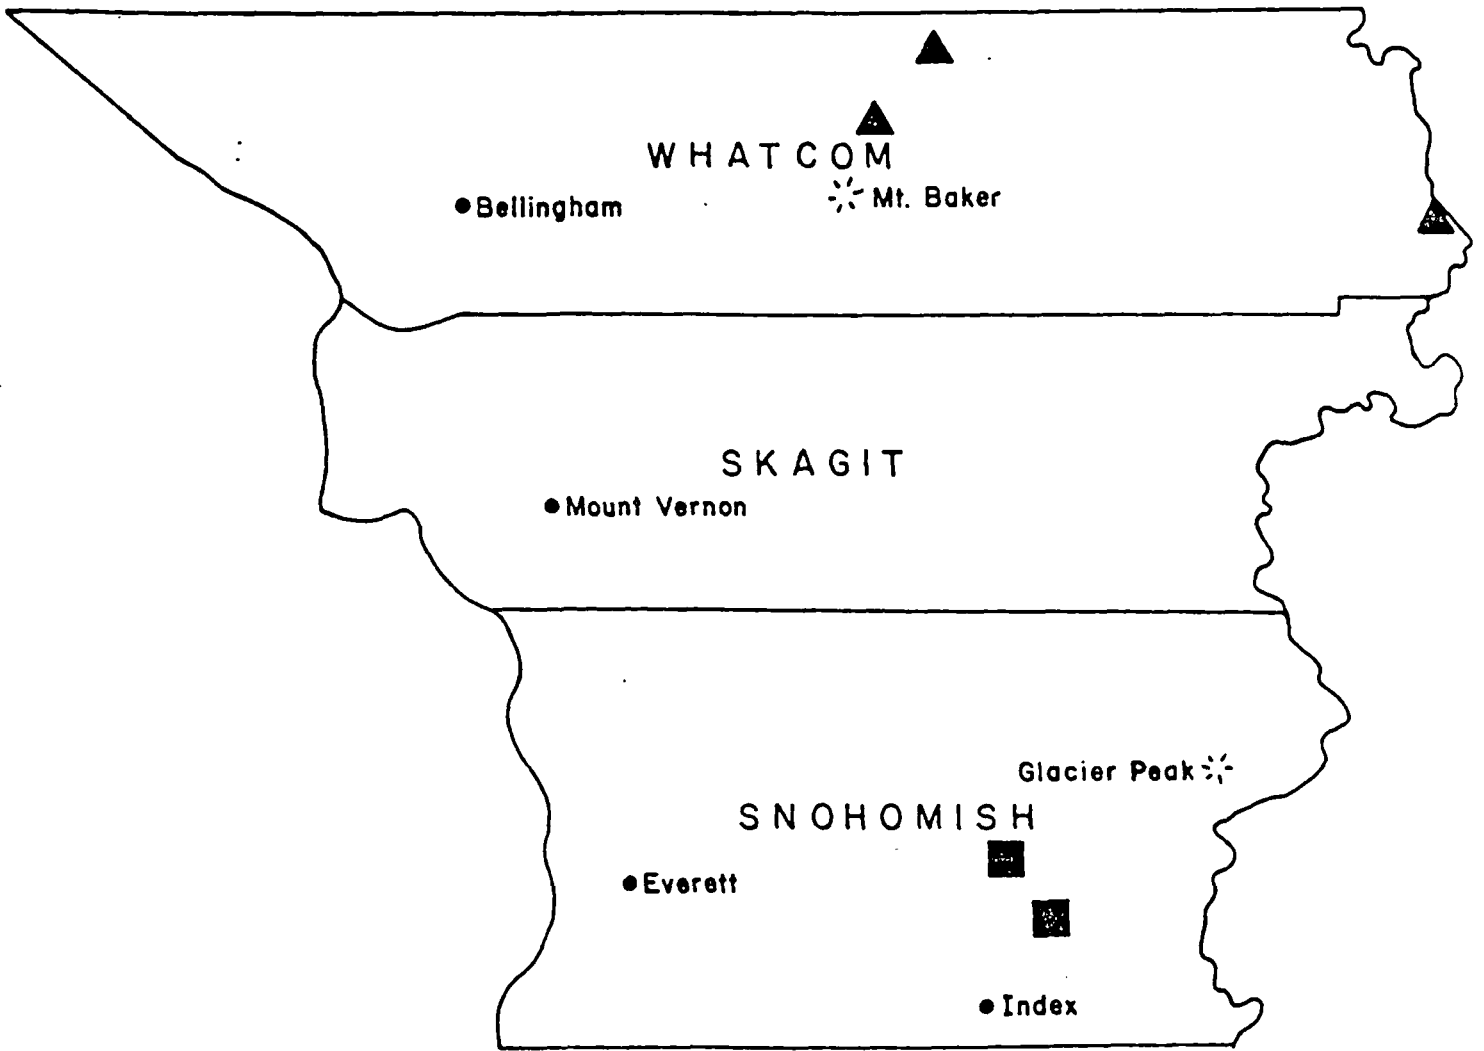 WHATCOM
Bellingham
Mt. Baker
SKAGIT
Mount Vernon
Glacier Peak
SNOHOMISH
Everett
Index